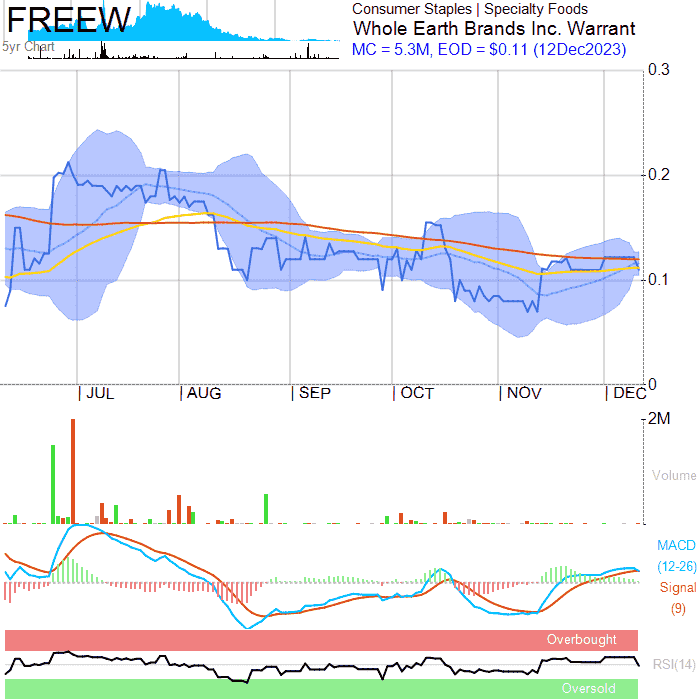 FREEW
Consumer Staples | Specialty Foods
Whole Earth Brands Inc. Warrant
5yr Chart
MC = 5.3M, EOD = $0.11 (12Dec2023)
0.3
0.2
0.1
0
|JUL |AUG |SEP |OCT |NOV |DEC
2M
Volume
MACD
(12-26)
Signal
(9)
Overbought
RSI(14)
Oversold